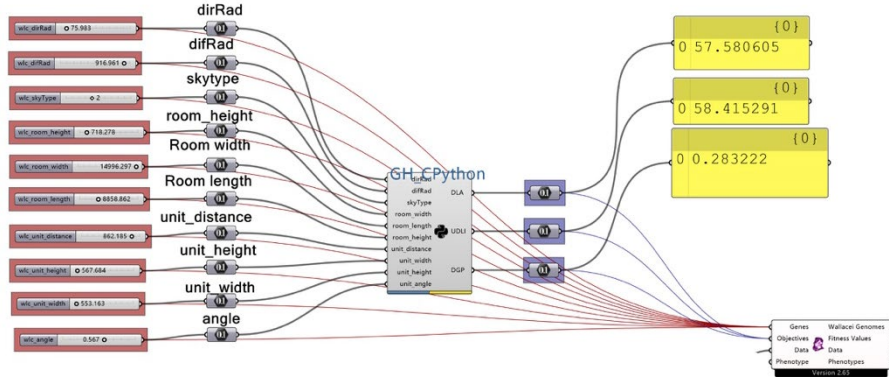 dirRad
wlc_dirRad 75.903
difRad
wlc_difRad 916.961
skytype
wlc_skyType 2
room_height
wlc_room_height 718.278
Room width
wlc_room_width 14996.297
Room length
wlc_room_length 8858.862
unit_distance
wlc_unit_distance 862.185
unit_height
wlc_unit_height 567.684
unit_width
wlc_unit_width 553.163
angle
wlc_angle 0.567
GH_CPython
dirRad
difRad
skyType
room_width
room_length
room_height
unit_distance
unit_width
unit_height
unit_angle
DLA
UDLI
DGP
{0}
0 57.580605
{0}
0 58.415291
{0}
0 0.283222
Genes Wallacei Genomes
Objectives Fitness Values
Data Data
Phenotype Phenotypes
Version 2.65